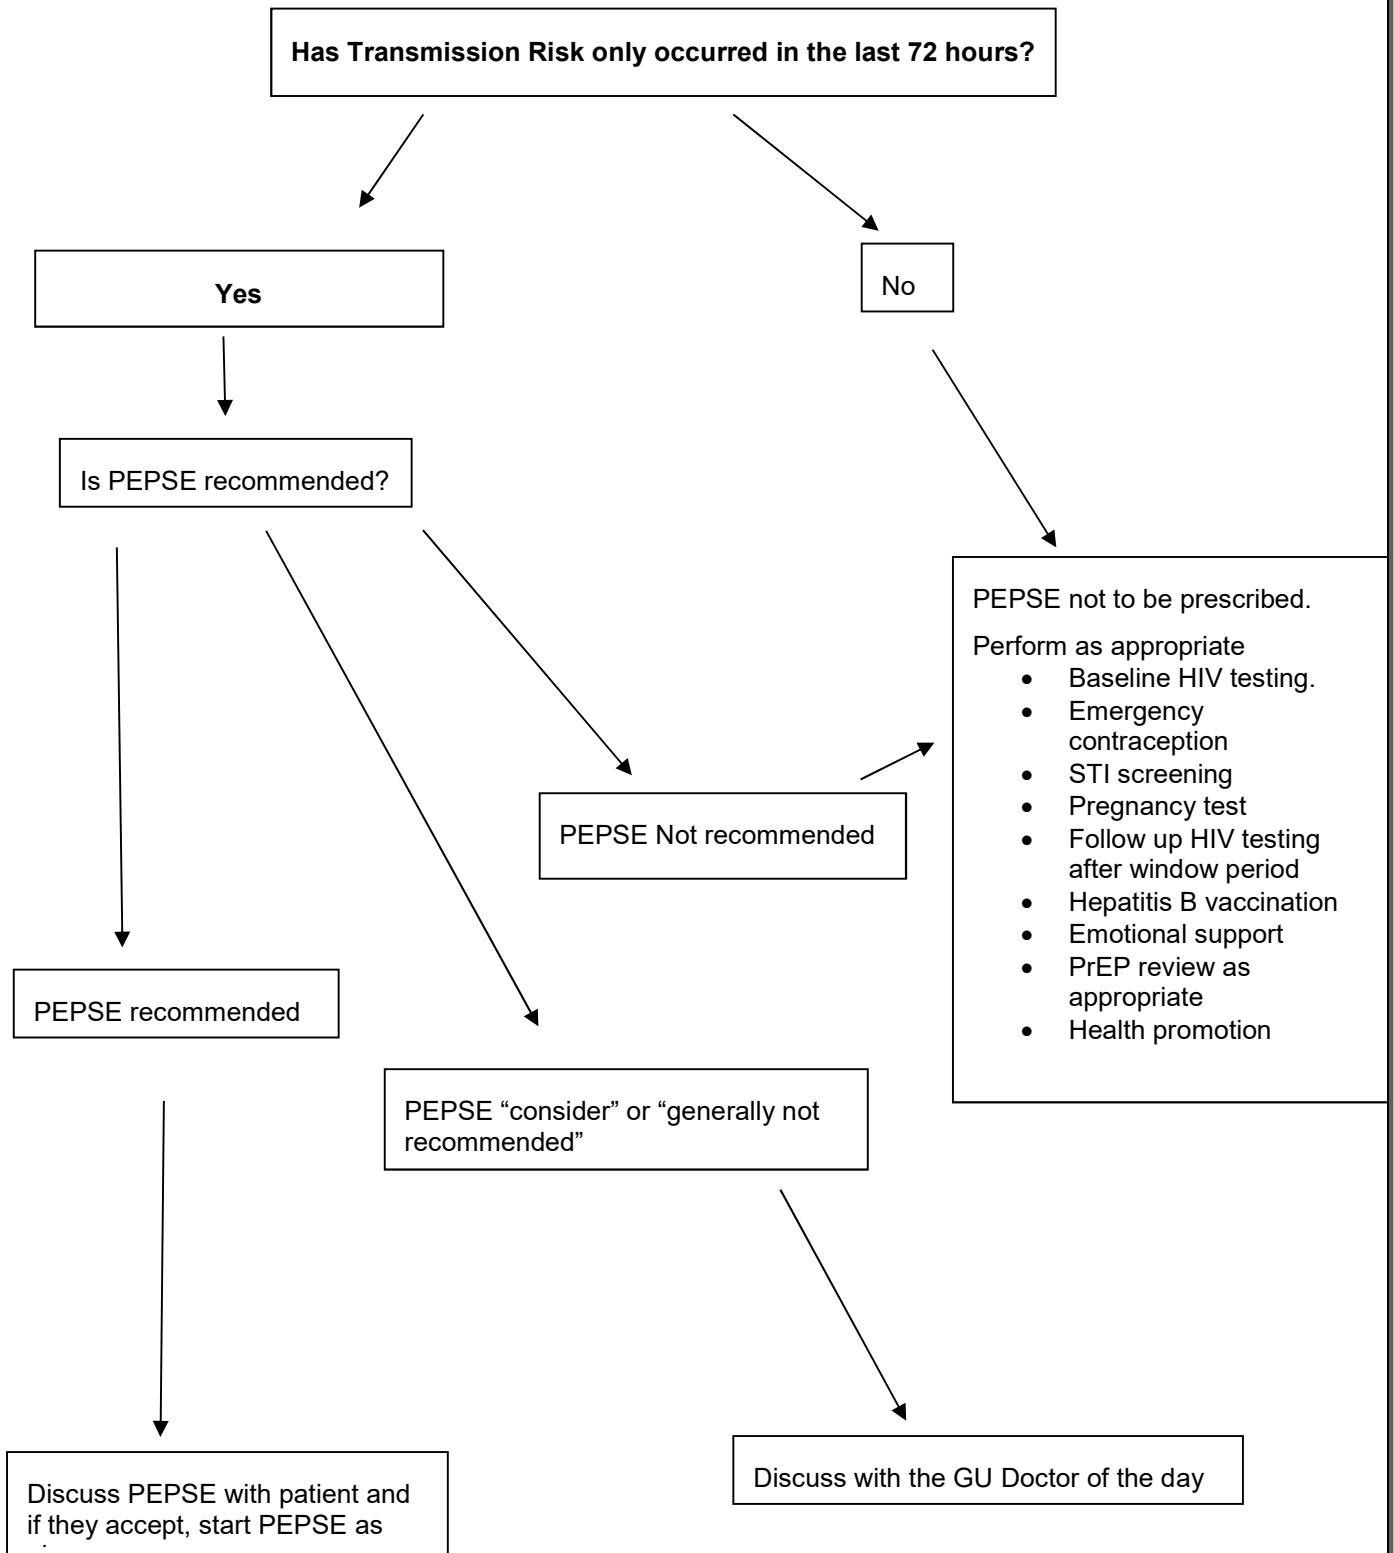 Has Transmission Risk only occurred in the last 72 hours?
Yes
No
Is PEPSE recommended?
PEPSE not to be prescribed.
Perform as appropriate
• Baseline HIV testing.
• Emergency
contraception
• STI screening
• Pregnancy test
• Follow up HIV testing
after window period
• Hepatitis B vaccination
• Emotional support
• PrEP review as
appropriate
• Health promotion
PEPSE Not recommended
PEPSE recommended
PEPSE “consider” or “generally not
recommended”
Discuss with the GU Doctor of the day
Discuss PEPSE with patient and
if they accept, start PEPSE as